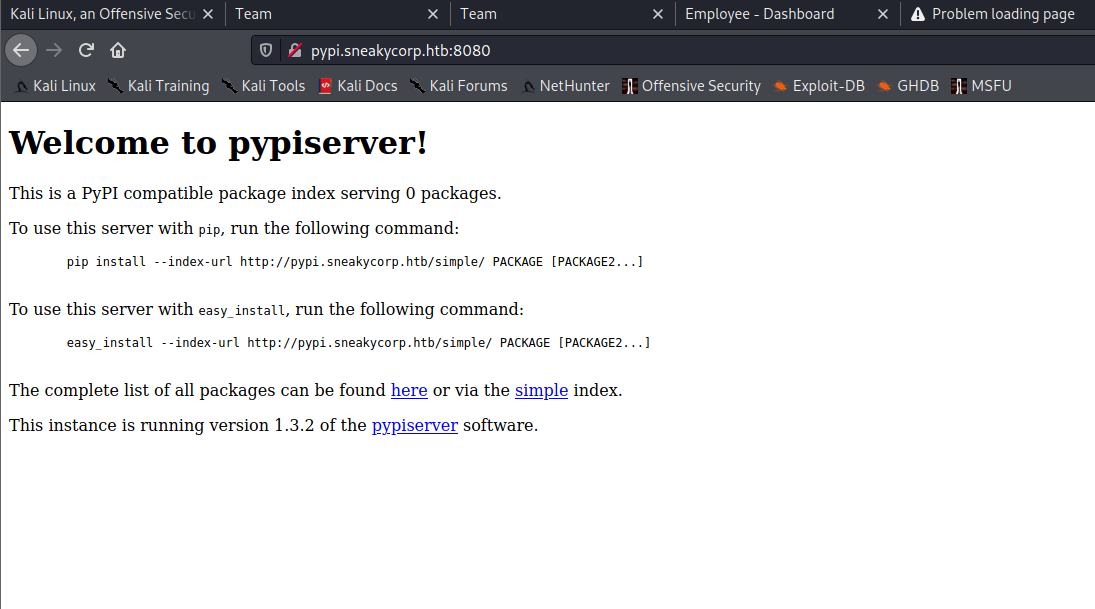 Kali Linux, an Offensive Secu
Team
Team
Employee - Dashboard
Problem loading page
pypi.sneakycorp.htb:8080
Kali Linux
Kali Training
Kali Tools
Kali Docs
Kali Forums
NetHunter
Offensive Security
Exploit-DB
GHDB
MSFU
Welcome to pypiserver!
This is a PyPI compatible package index serving 0 packages.
To use this server with pip, run the following command:
pip install --index-url http://pypi.sneakycorp.htb/simple/ PACKAGE [PACKAGE2...]
To use this server with easy_install, run the following command:
easy_install --index-url http://pypi.sneakycorp.htb/simple/ PACKAGE [PACKAGE2...]
The complete list of all packages can be found here or via the simple index.
This instance is running version 1.3.2 of the pypiserver software.